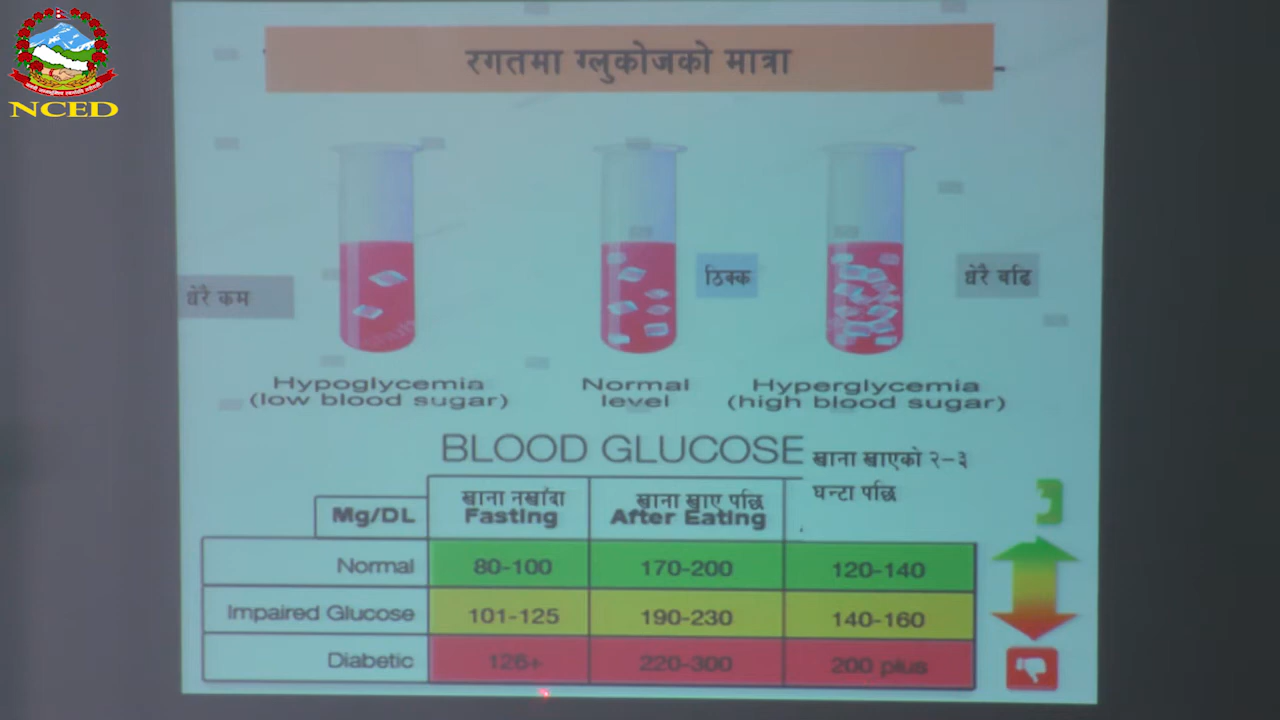 NCED
रगतमा ग्लुकोजको मात्रा
धेरै कम
ठिक्क
धेरै बढि
Hypoglycemia
(low blood sugar)
Normal
level
Hyperglycemia
(high blood sugar)
BLOOD GLUCOSE
खाना खाएको २-३
घन्टा पछि
खाना नखाँदा
खाना खाए पछि
Mg/DL Fasting After Eating
Normal 80-100 170-200 120-140
Impaired Glucose 101-125 190-230 140-160
Diabetic 126+ 220-300 200 plus